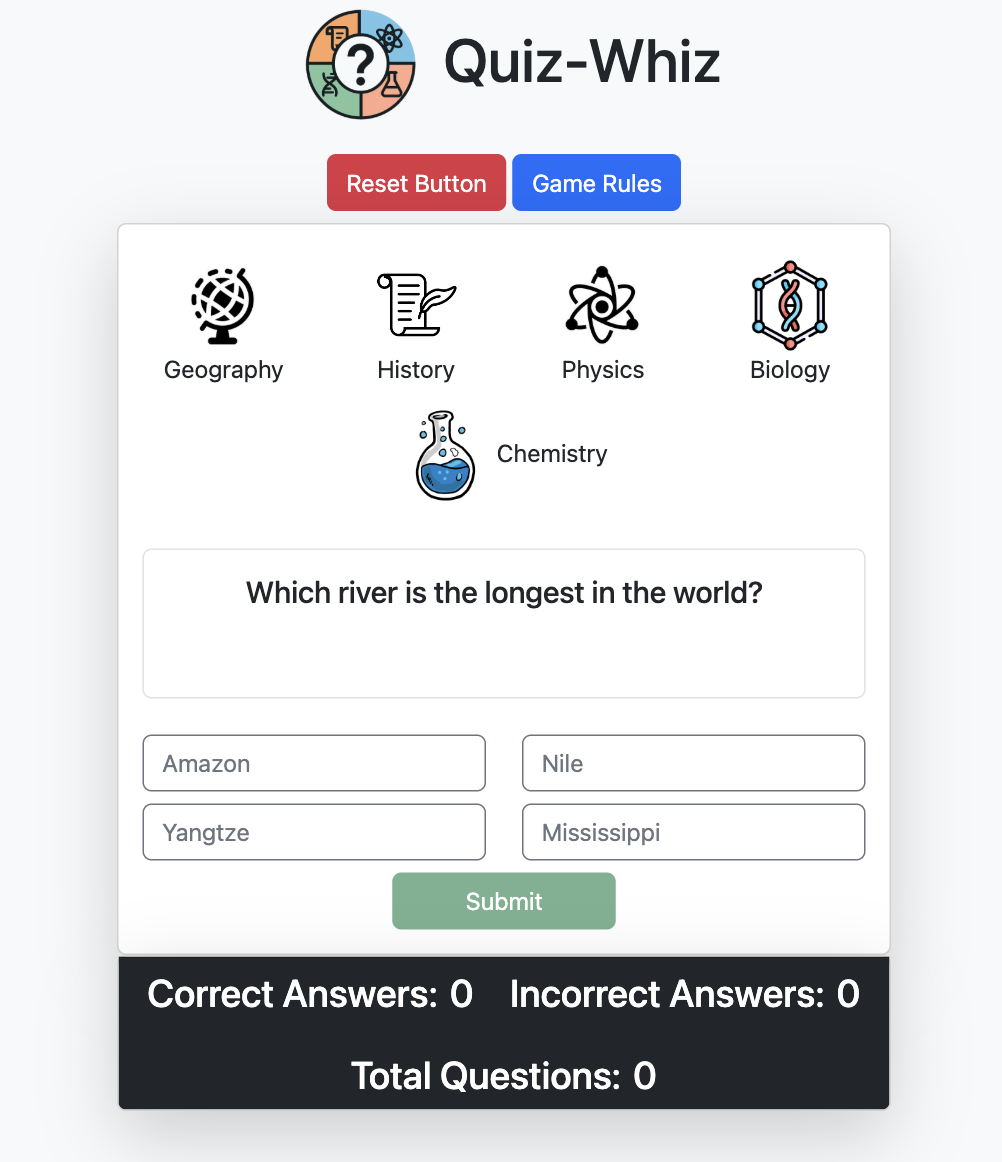 ? Quiz-Whiz
Reset Button Game Rules
Geography History Physics Biology
Chemistry
Which river is the longest in the world?
Amazon Nile
Yangtze Mississippi
Submit
Correct Answers: 0 Incorrect Answers: 0
Total Questions: 0